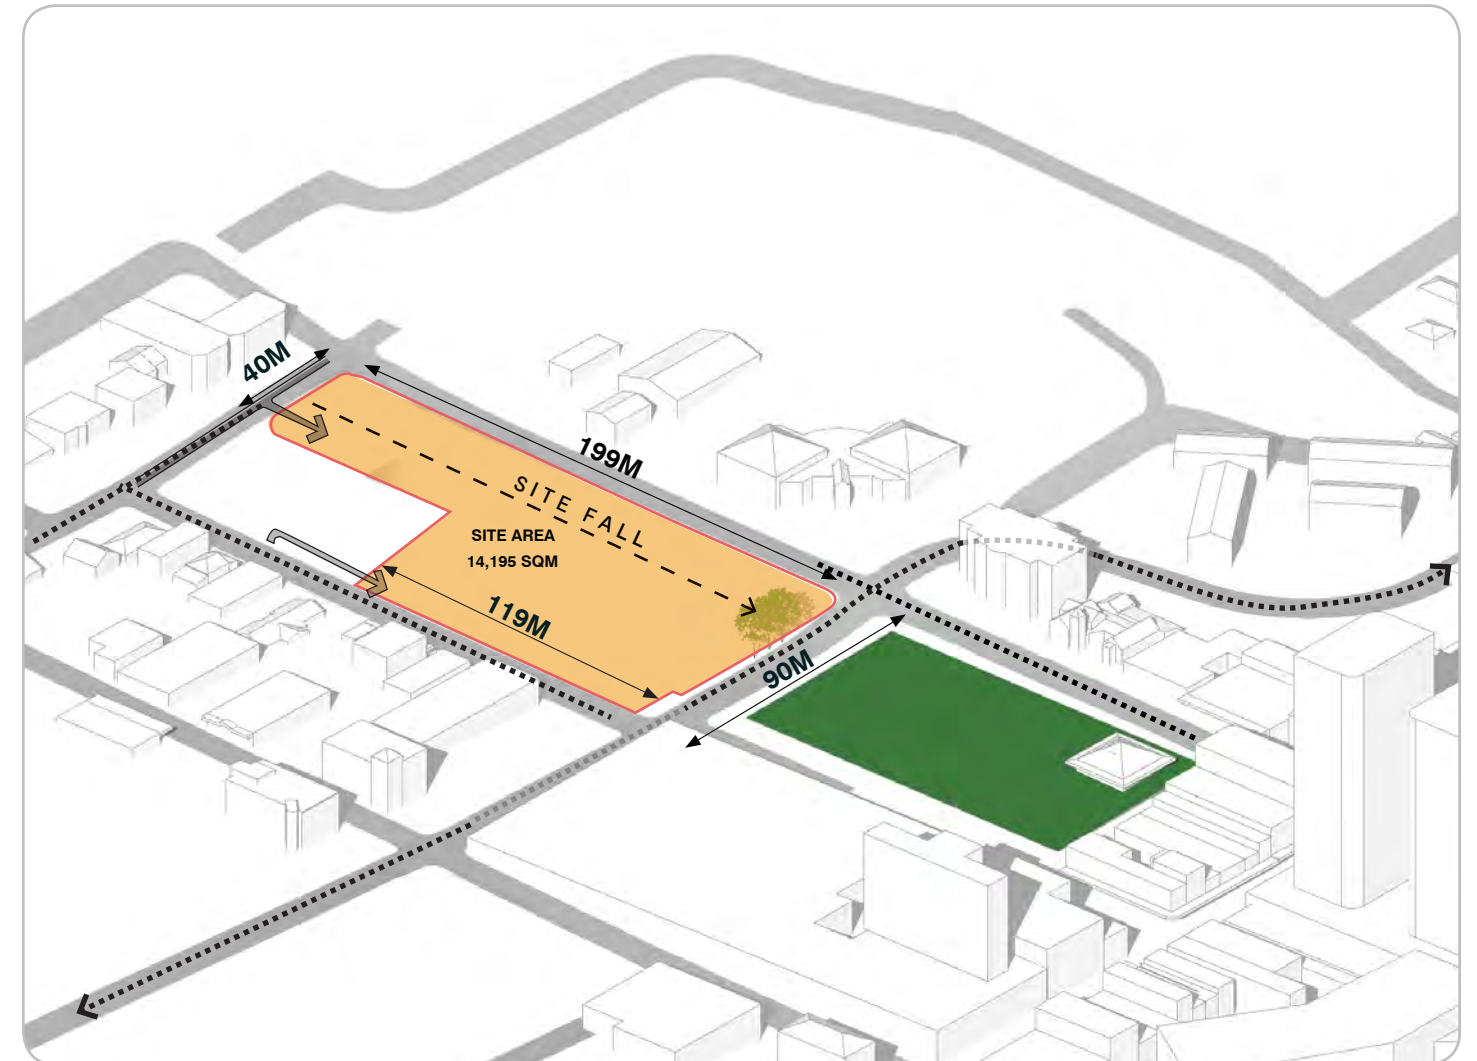 40M
199M
SITE FALL
SITE AREA
14,195 SQM
119M
90M